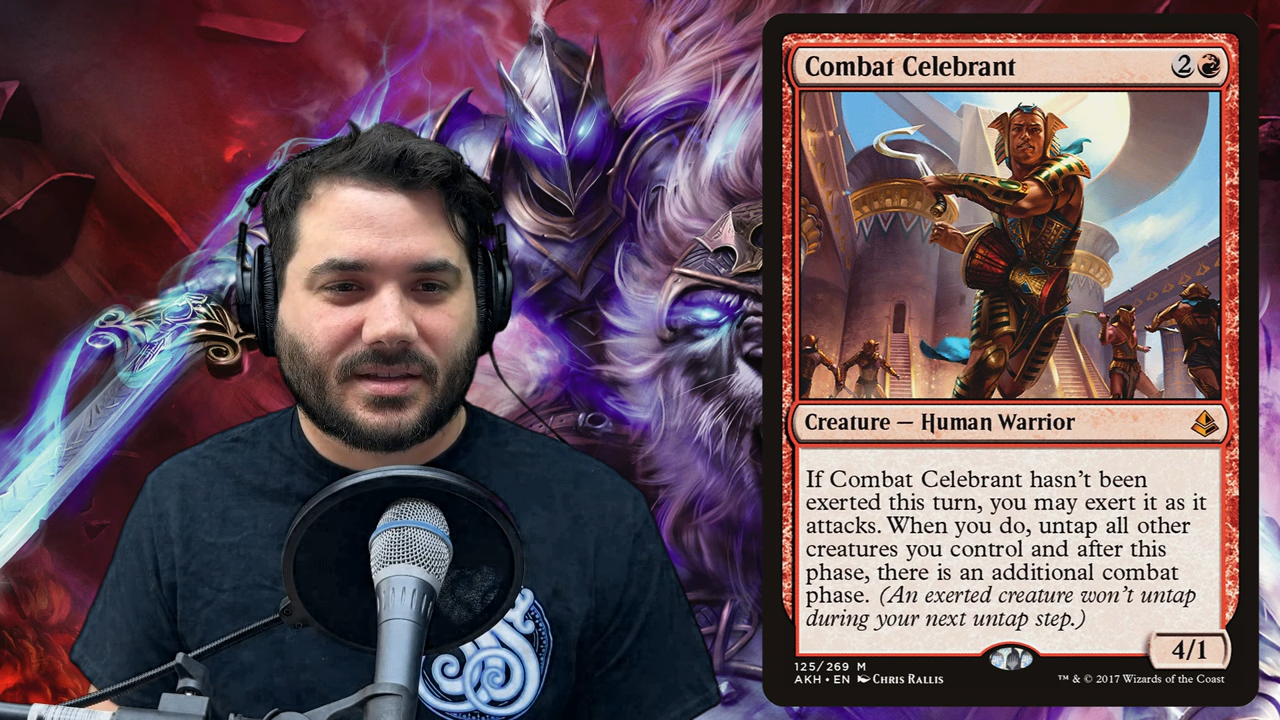 Combat Celebrant 2
Creature — Human Warrior
If Combat Celebrant hasn't been
exerted this turn, you may exert it as it
attacks. When you do, untap all other
creatures you control and after this
phase, there is an additional combat
phase. (An exerted creature won't untap
during your next untap step.)
4/1
125/269 M
AKH • EN Chris Rallis
™ & © 2017 Wizards of the Coast